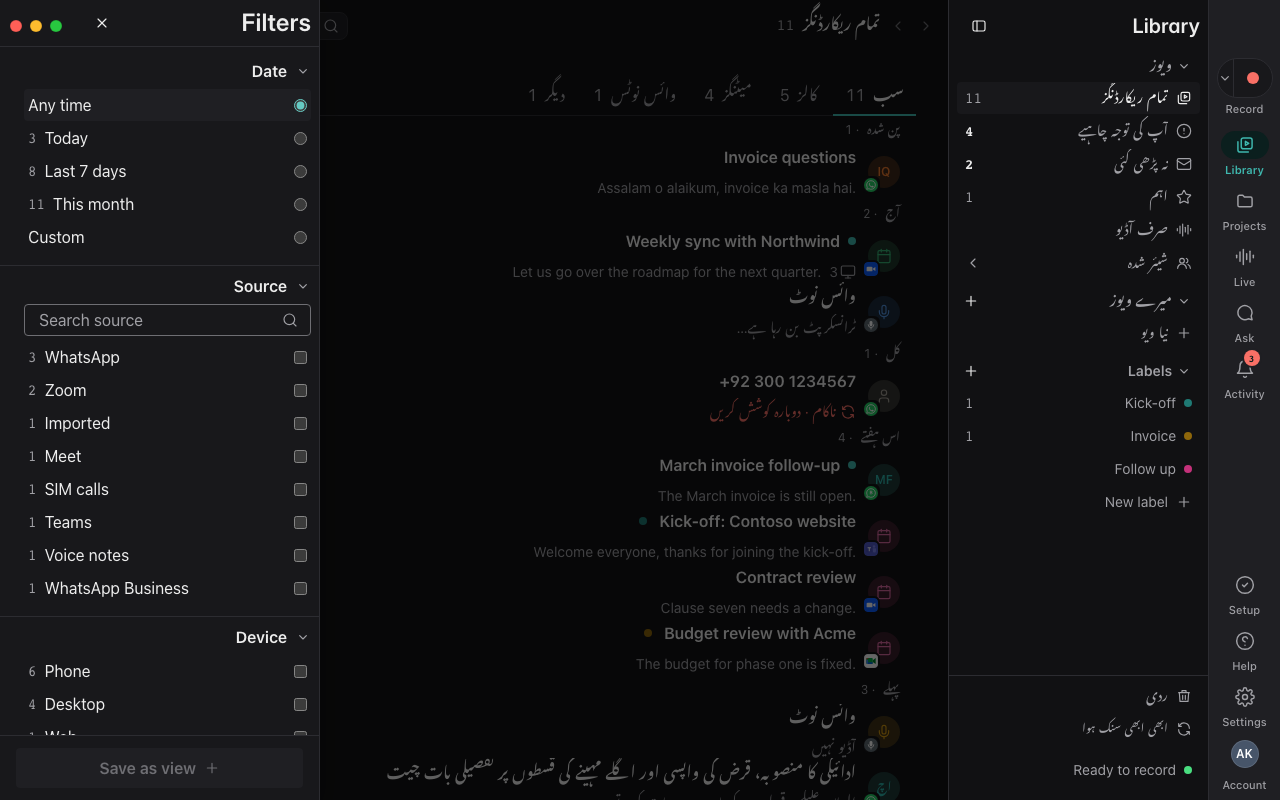 Filters
Date
Any time
3 Today
8 Last 7 days
11 This month
Custom
Source
Search source
3 WhatsApp
2 Zoom
1 Imported
1 Meet
1 SIM calls
1 Teams
1 Voice notes
1 WhatsApp Business
Device
6 Phone
4 Desktop
1 Web
Save as view
تمام ریکارڈنگز 11
سب 11
کالز 5
میٹنگز 4
وائس نوٹس 1
دیگر 1
پن شدہ · 1
IQ
Invoice questions
Assalam o alaikum, invoice ka masla hai.
آج · 2
Weekly sync with Northwind
Let us go over the roadmap for the next quarter. 3
وائس نوٹ
ٹرانسکرپٹ بن رہا ہے…
کل · 1
+92 300 1234567
ناکام · دوبارہ کوشش کریں
اس ہفتے · 4
MF
March invoice follow-up
The March invoice is still open.
Kick-off: Contoso website
Welcome everyone, thanks for joining the kick-off.
Contract review
Clause seven needs a change.
Budget review with Acme
The budget for phase one is fixed.
پہلے · 3
وائس نوٹ
آڈیو نہیں
ادائیگی کا منصوبہ، قرض کی واپسی اور اگلے مہینے کی قسطوں پر تفصیلی بات چیت
Library
ویوز
تمام ریکارڈنگز 11
آپ کی توجہ چاہیے 4
نہ پڑھی گئی 2
اہم 1
صرف آڈیو
شیئر شدہ
میرے ویوز
نیا ویو
Labels
Kick-off 1
Invoice 1
Follow up
New label
ردی
ابھی ابھی سنک ہوا
Ready to record
Record
Library
Projects
Live
Ask
3
Activity
Setup
Help
Settings
AK
Account